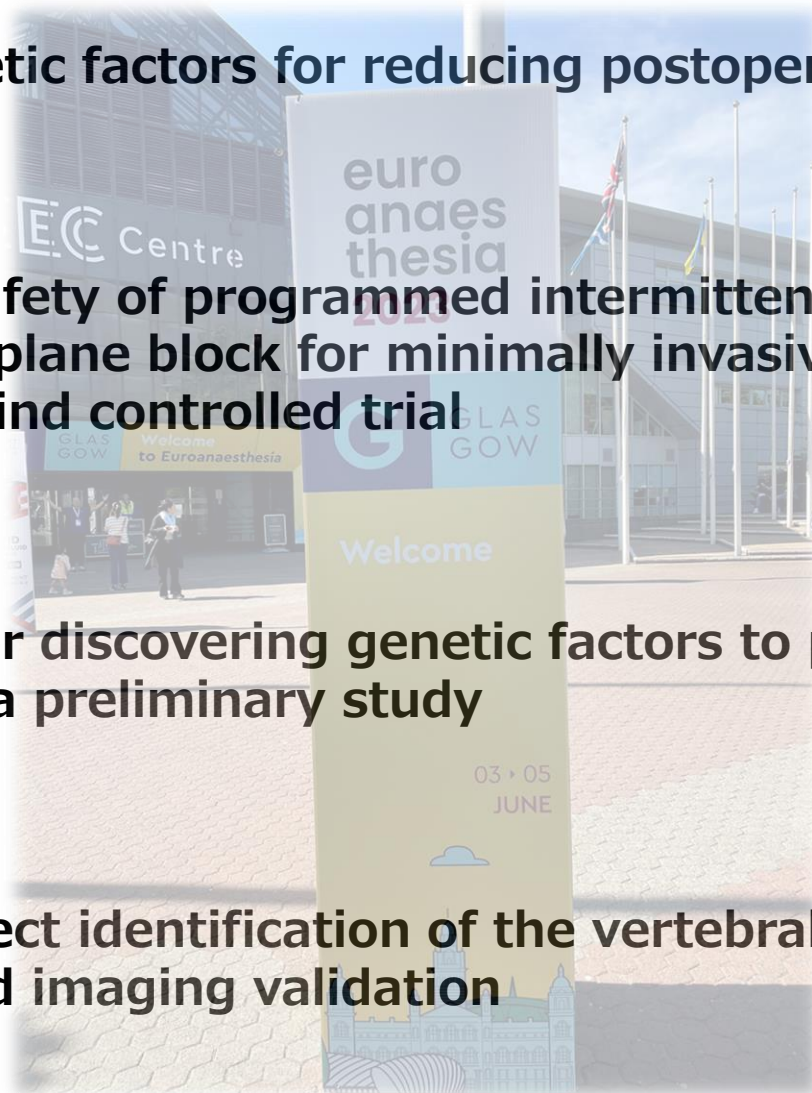 etic factors for reducing postoper
euro
anaes
thesia
2023
EC Centre
fety of programmed intermitten
plane block for minimally invasiv
ind controlled trial
GLAS
GOW
G
GLAS
GOW
Welcome
to Euroanaesthesia
Welcome
r discovering genetic factors to p
a preliminary study
03 ▸ 05
JUNE
ect identification of the vertebral
d imaging validation